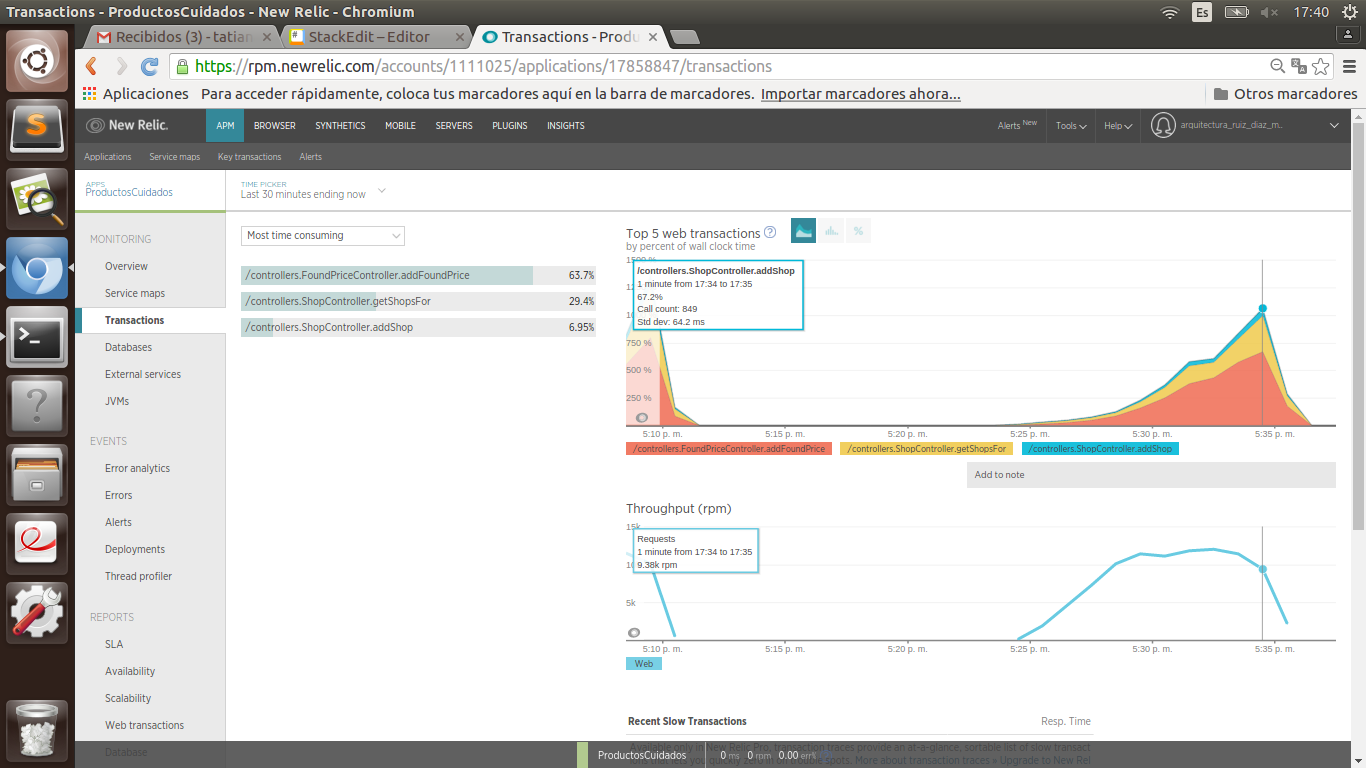 Transactions - ProductosCuidados - New Relic - Chromium
Es
17:40
Recibidos (3) - tatian
StackEdit – Editor
Transactions - Produ
https://rpm.newrelic.com/accounts/1111025/applications/17858847/transactions
Aplicaciones
Para acceder rápidamente, coloca tus marcadores aquí en la barra de marcadores.
Importar marcadores ahora...
Otros marcadores
New Relic.
APM
BROWSER
SYNTHETICS
MOBILE
SERVERS
PLUGINS
INSIGHTS
Alerts New
Tools
Help
arquitectura_ruiz_diaz_m..
Applications
Service maps
Key transactions
Alerts
APPS
ProductosCuidados
TIME PICKER
Last 30 minutes ending now
MONITORING
Overview
Service maps
Transactions
Databases
External services
JVMs
EVENTS
Error analytics
Errors
Alerts
Deployments
Thread profiler
REPORTS
SLA
Availability
Scalability
Web transactions
Database
Most time consuming
/controllers.FoundPriceController.addFoundPrice 63.7%
/controllers.ShopController.getShopsFor 29.4%
/controllers.ShopController.addShop 6.95%
Top 5 web transactions ?
by percent of wall clock time
%
1500 %
/controllers.ShopController.addShop
1 minute from 17:34 to 17:35
67.2%
Call count: 849
Std dev: 64.2 ms
750 %
500 %
250 %
5:10 p. m.
5:15 p. m.
5:20 p. m.
5:25 p. m.
5:30 p. m.
5:35 p. m.
/controllers.FoundPriceController.addFoundPrice
/controllers.ShopController.getShopsFor
/controllers.ShopController.addShop
Add to note
Throughput (rpm)
15k
Requests
1 minute from 17:34 to 17:35
9.38k rpm
5k
5:10 p. m.
5:15 p. m.
5:20 p. m.
5:25 p. m.
5:30 p. m.
5:35 p. m.
Web
Recent Slow Transactions
Resp. Time
Available only in New Relic Pro, transaction traces provide an at-a-glance, sortable list of slow transact
quickly zero in on trouble spots. More about transaction traces » Upgrade to New Rel
ProductosCuidados
0 ms
0 rpm
0.00 err%